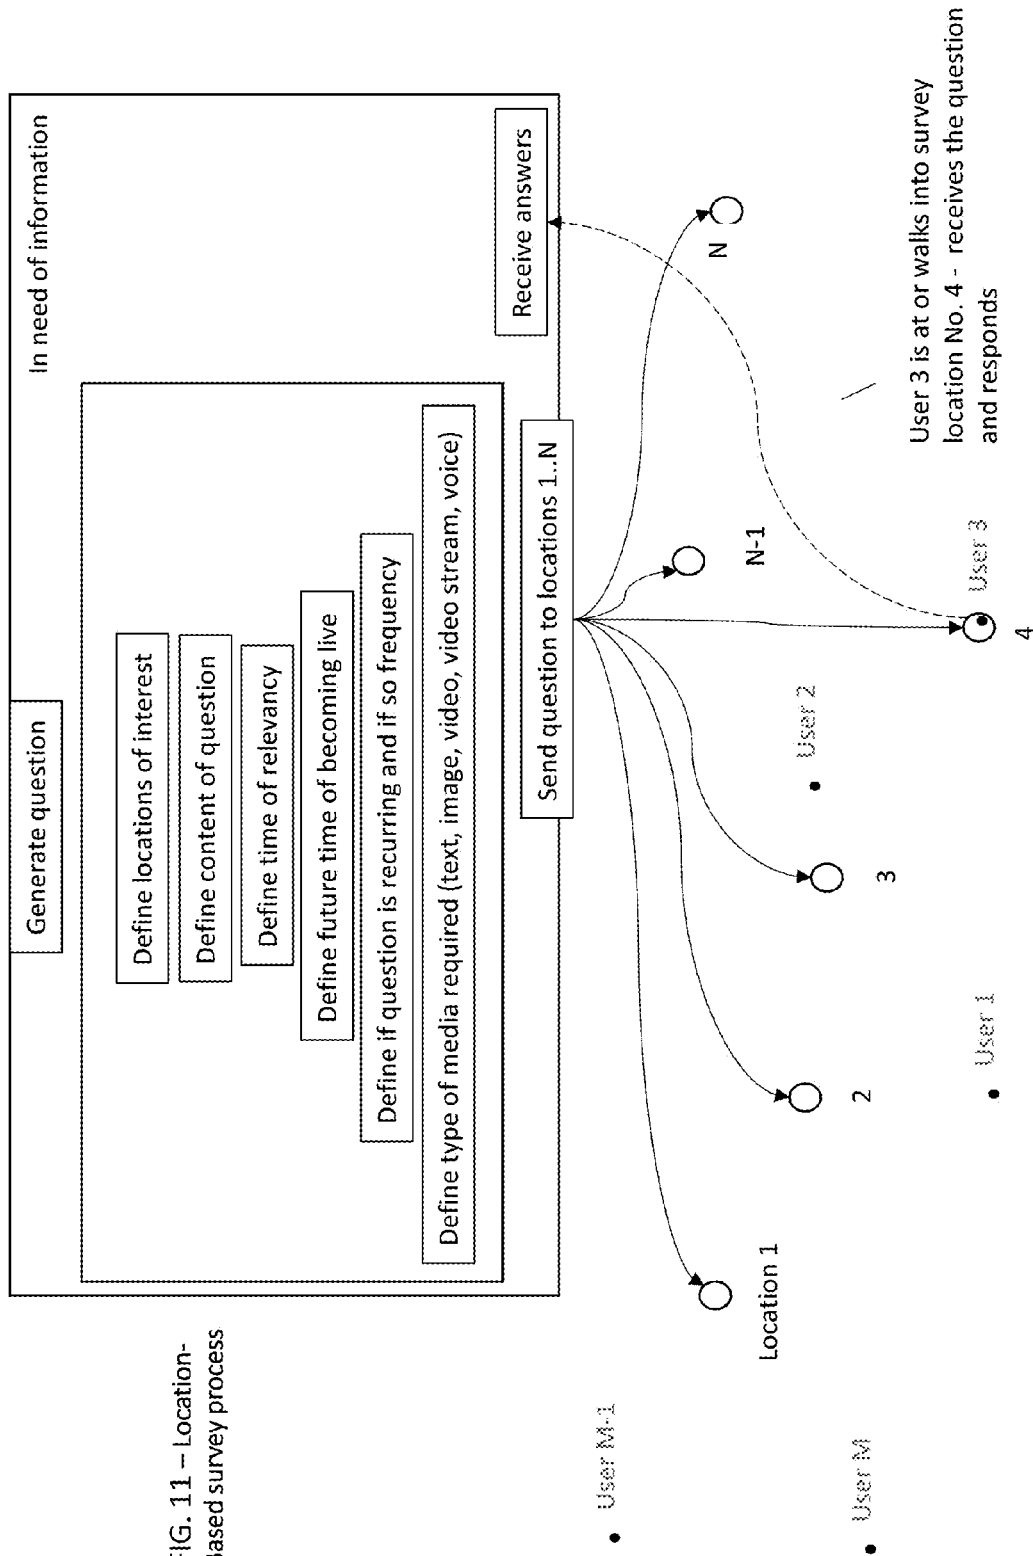 FIG. 11 – Location-
Based survey process
Generate question
In need of information
Define locations of interest
Define content of question
Define time of relevancy
Define future time of becoming live
Define if question is recurring and if so frequency
Define type of media required (text, image, video, video stream, voice)
Receive answers
Send question to locations 1..N
User M-1
Location 1
N-1
N
User 2
2
3
User M
User 1
User 3
4
User 3 is at or walks into survey
location No. 4 - receives the question
and responds